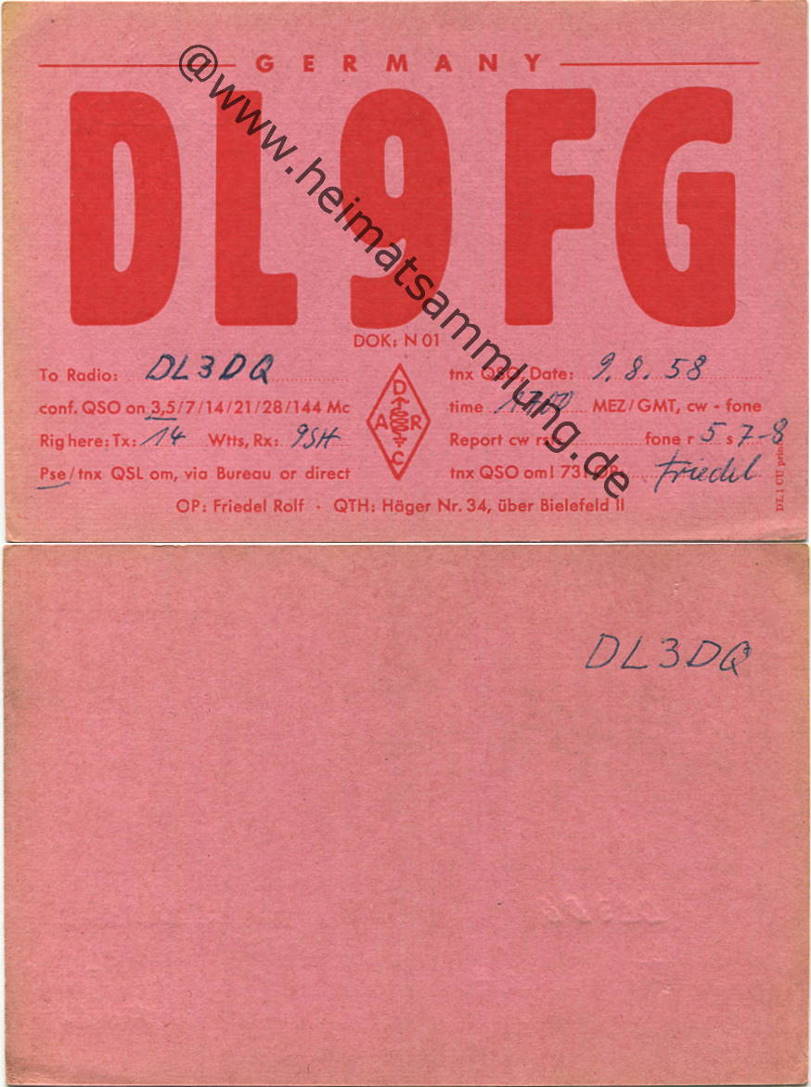 GERMANY
DL9FG
@www.heimatsammlung.de
DOK: N 01
To Radio: DL3DQ
tnx QSO, Date: 9.8.58
conf. QSO on 3,5/7/14/21/28/144 Mc
time MEZ/GMT, cw - fone
Rig here: Tx: 14 Wtts, Rx: 9SH
Report cw rs fone r 5 s 7-8
Pse/tnx QSL om, via Bureau or direct
tnx QSO om! 73! OP: Friedel
D
A R
C
OP: Friedel Rolf · QTH: Häger Nr. 34, über Bielefeld II
DL3DQ